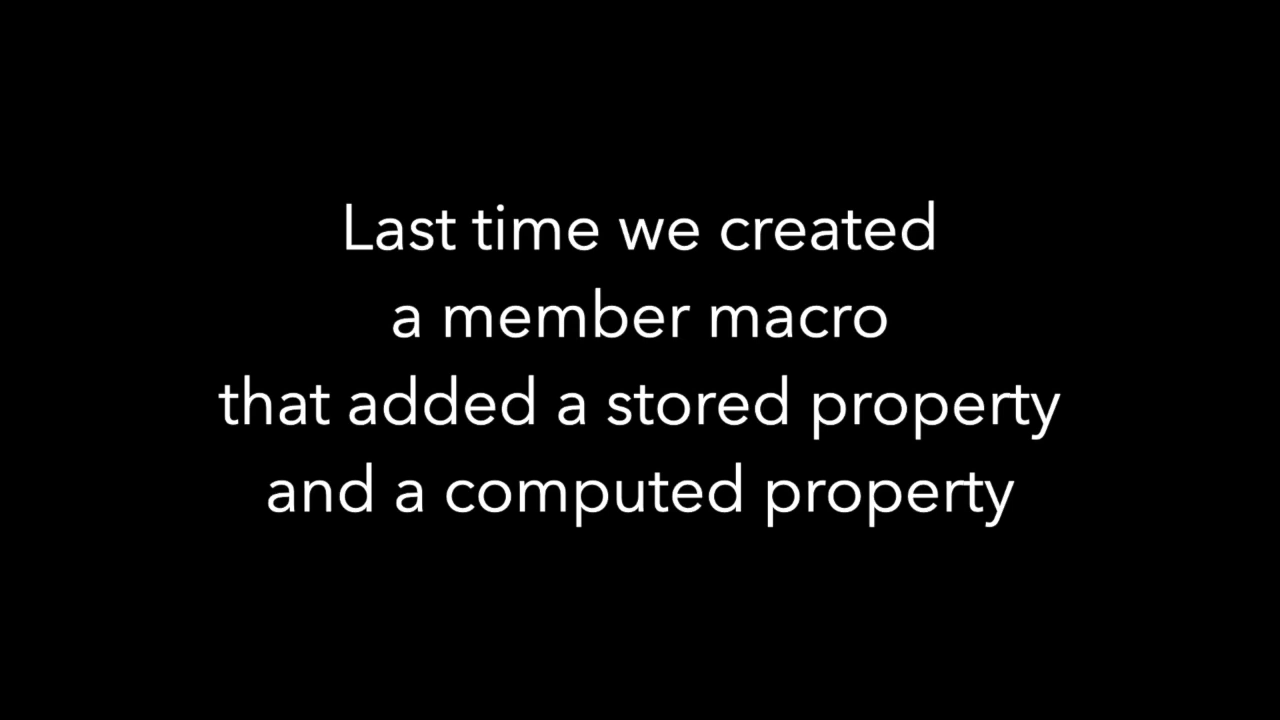 Last time we created
a member macro
that added a stored property
and a computed property